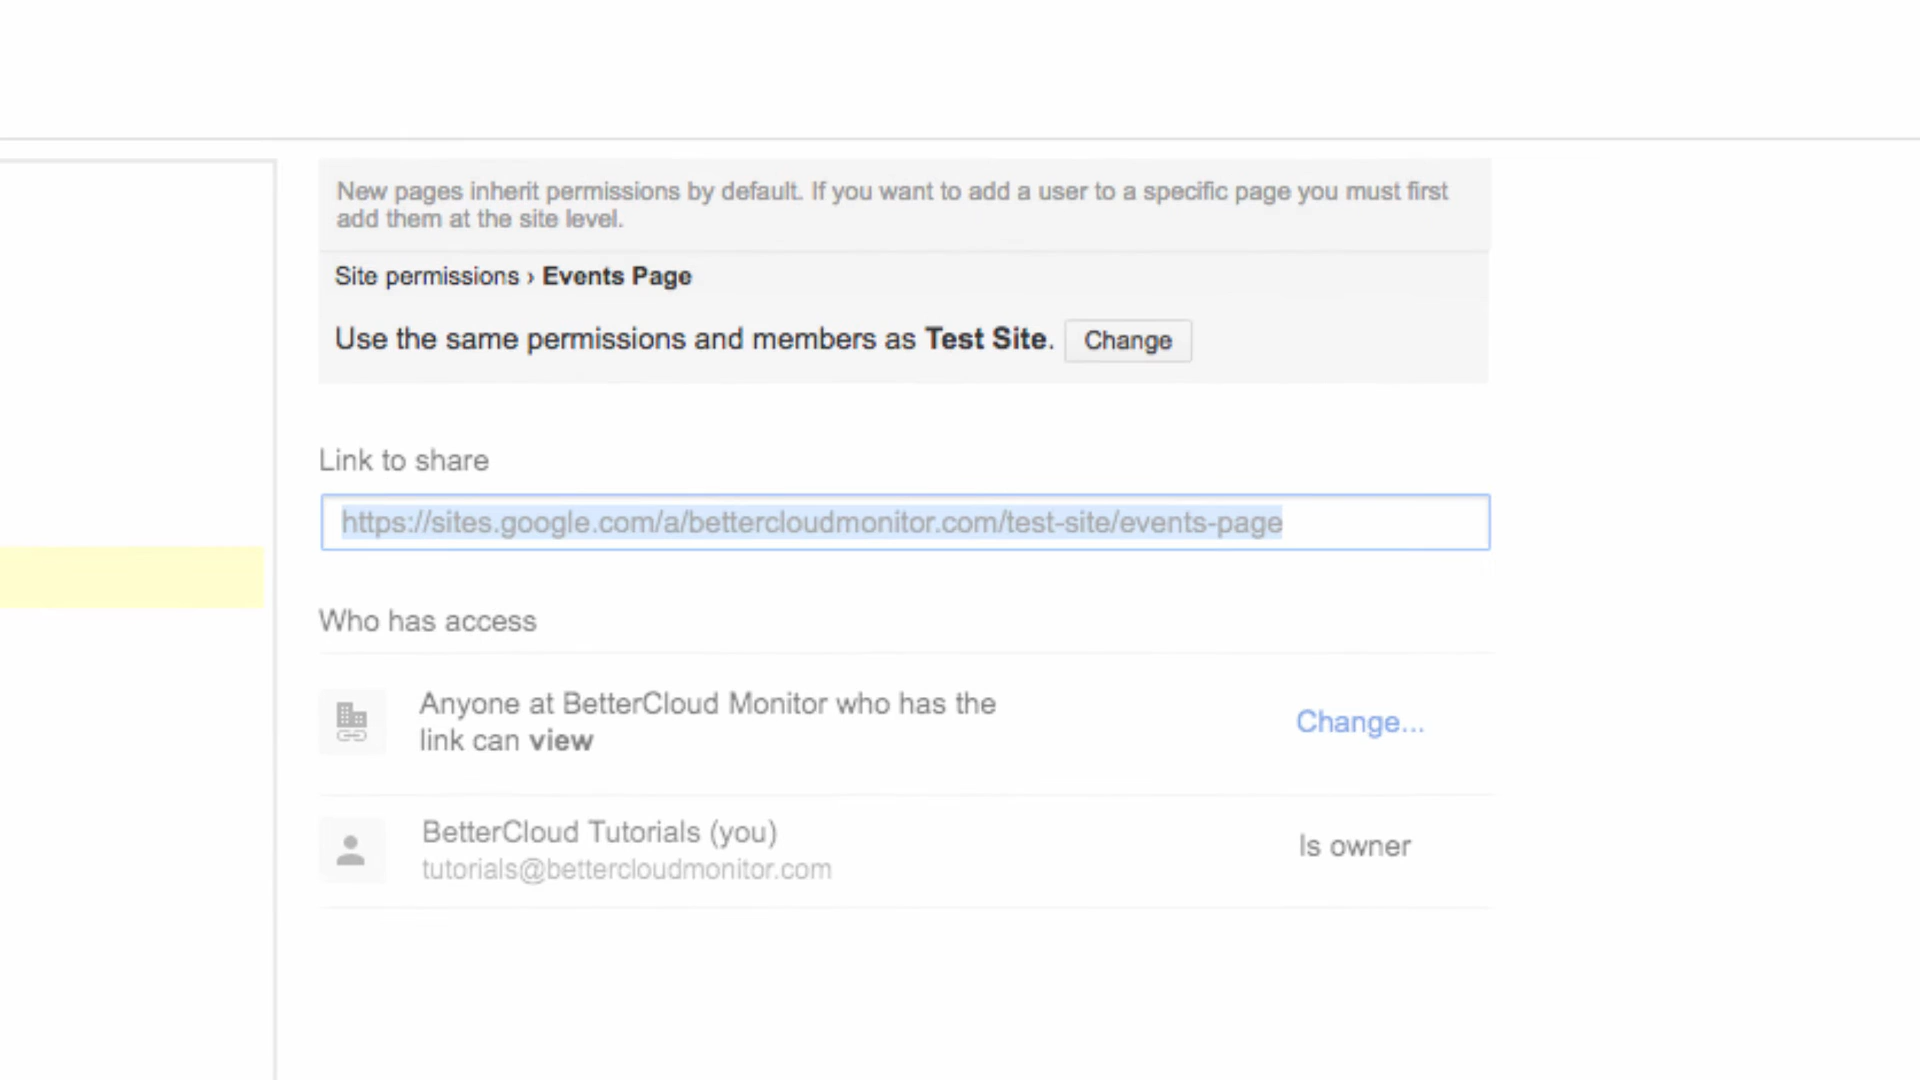 New pages inherit permissions by default. If you want to add a user to a specific page you must first
add them at the site level.
Site permissions › Events Page
Use the same permissions and members as Test Site. Change
Link to share
https://sites.google.com/a/bettercloudmonitor.com/test-site/events-page
Who has access
Anyone at BetterCloud Monitor who has the
link can view
Change...
BetterCloud Tutorials (you)
tutorials@bettercloudmonitor.com
Is owner